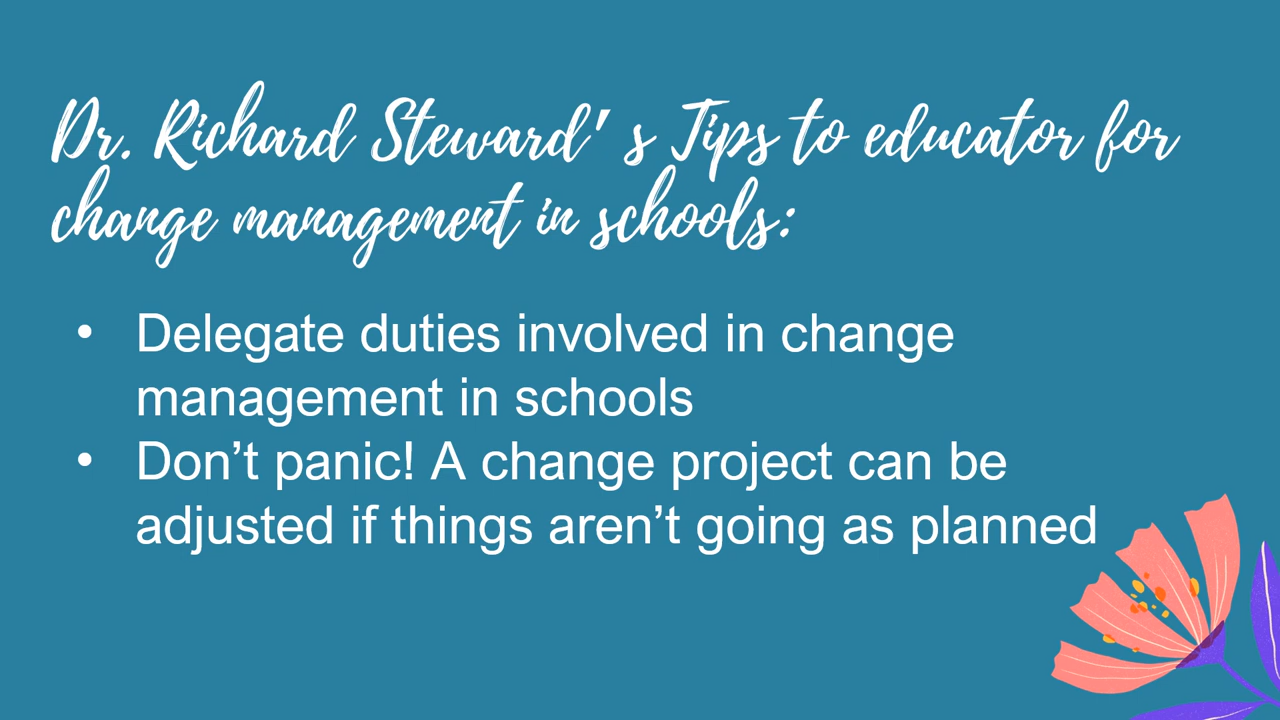 Dr. Richard Steward' s Tips to educator for
change management in schools:
• Delegate duties involved in change
management in schools
• Don’t panic! A change project can be
adjusted if things aren’t going as planned